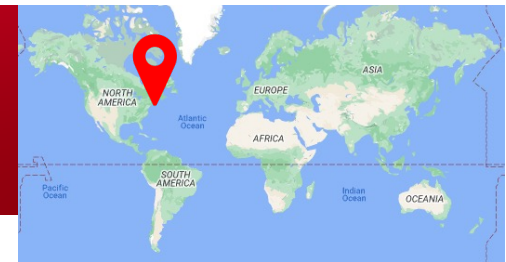 ASIA
EUROPE
NORTH
AMERICA
Atlantic
Ocean
AFRICA
SOUTH
AMERICA
Pacific
Ocean
Indian
Ocean
OCEANIA